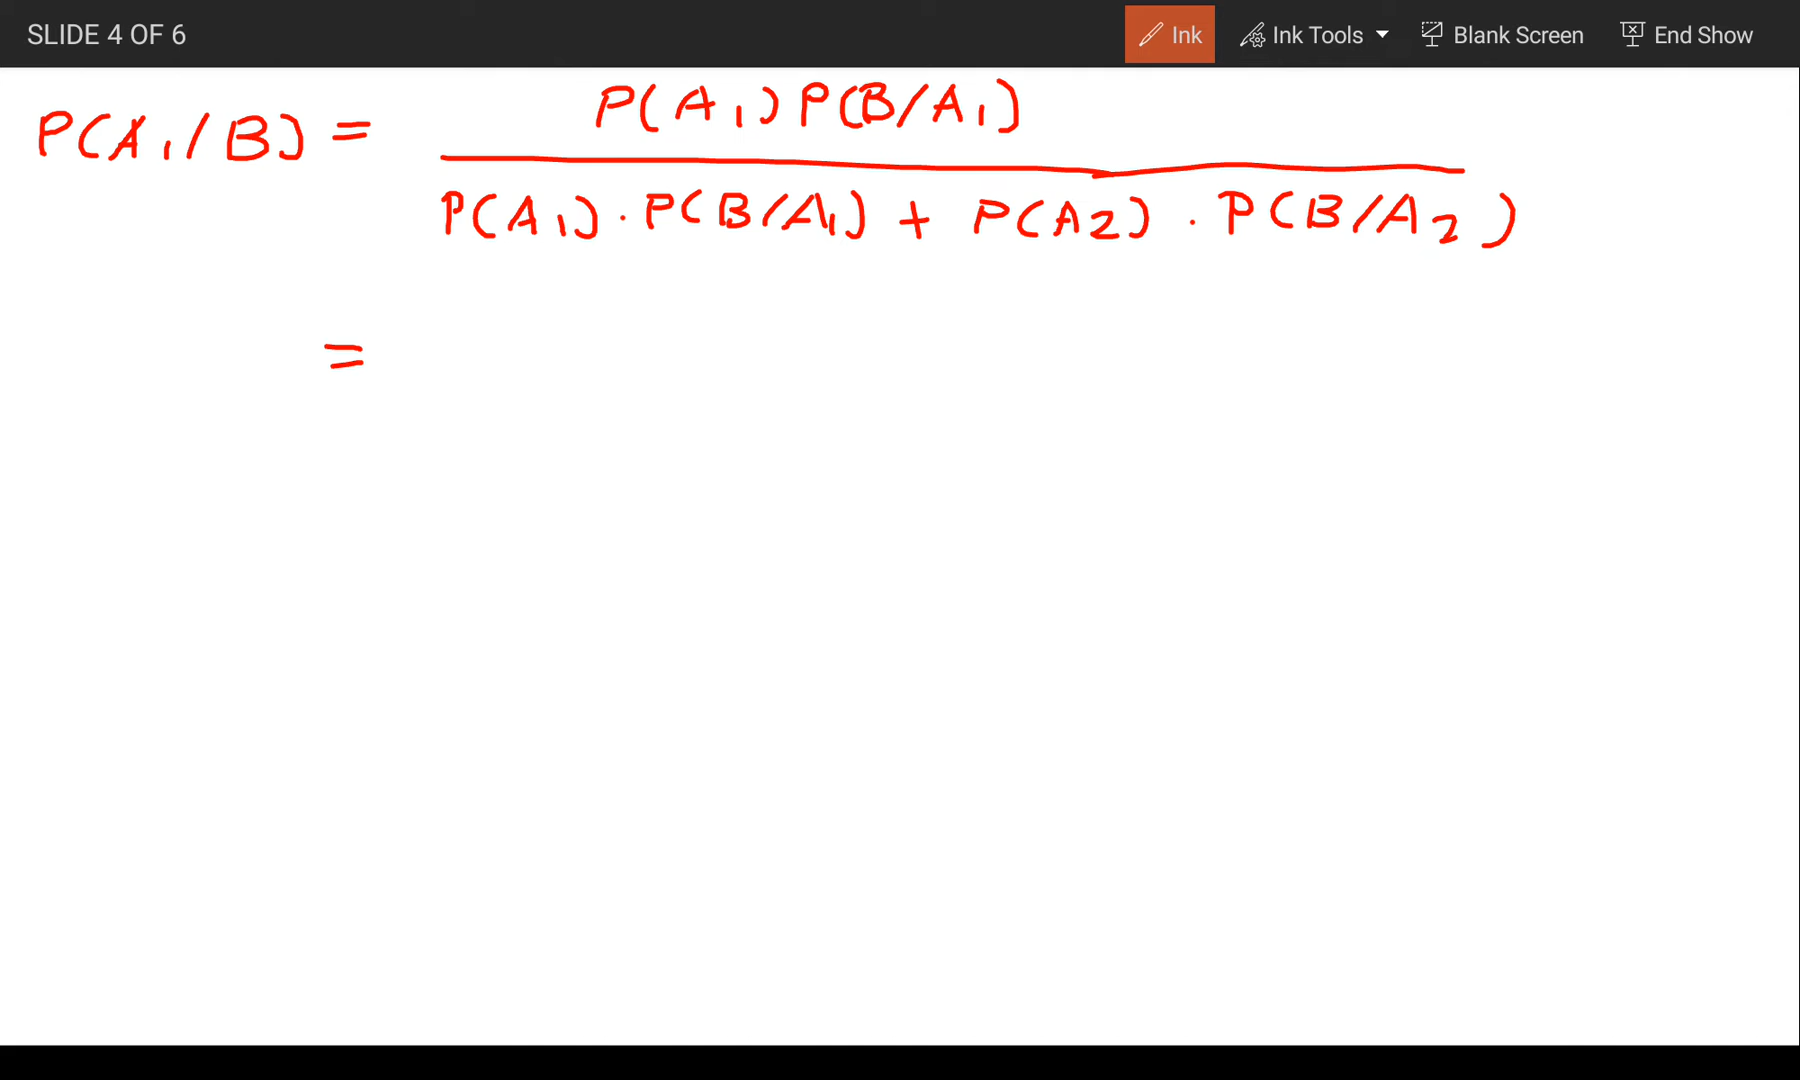 SLIDE 4 OF 6 Ink Ink Tools Blank Screen End Show
P(A₁)P(B/A₁)
P(A₁/B) =
P(A₁) . P(B/A₁) + P(A2) . P(B/A₂)
=